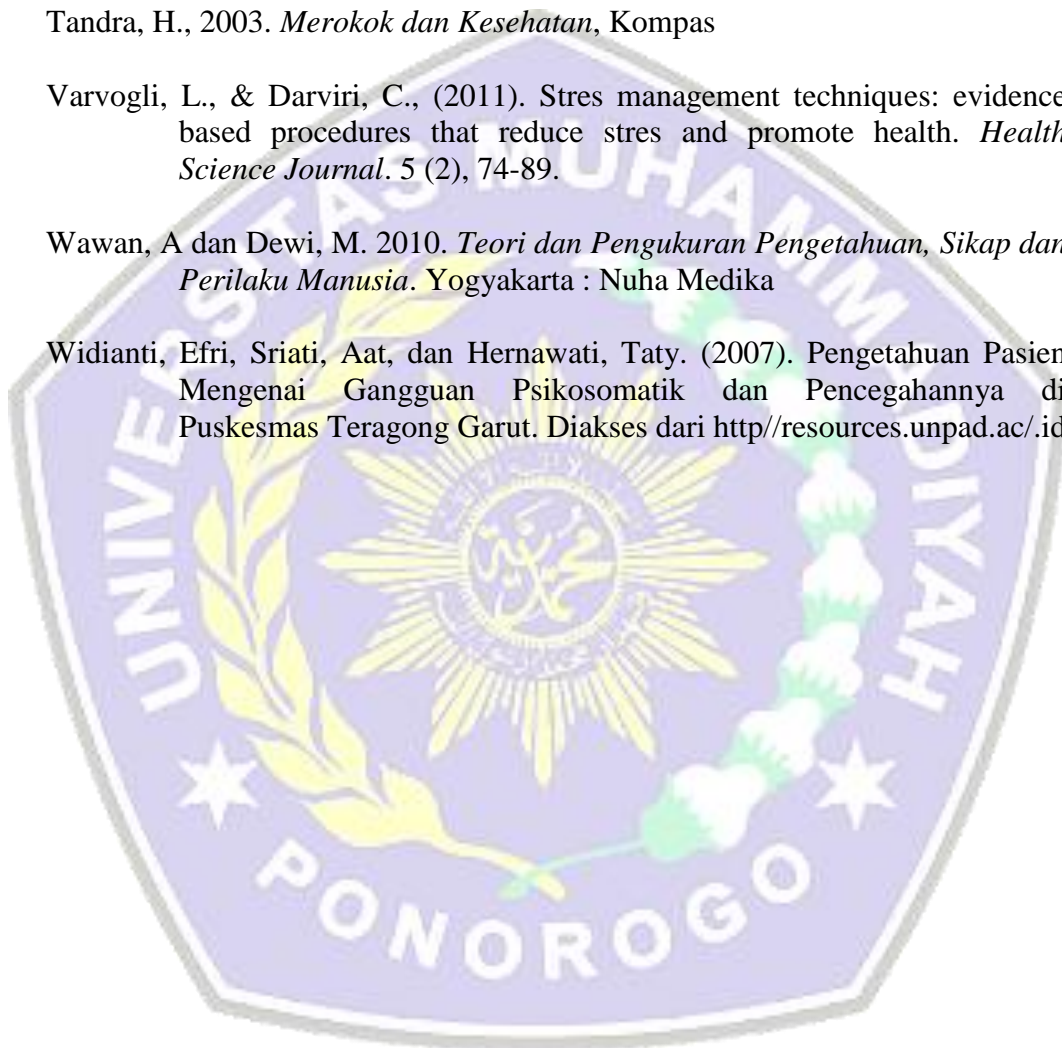 Tandra, H., 2003. Merokok dan Kesehatan, Kompas
Varvogli, L., & Darviri, C., (2011). Stres management techniques: evidence
based procedures that reduce stres and promote health. Health
Science Journal. 5 (2), 74-89.
Wawan, A dan Dewi, M. 2010. Teori dan Pengukuran Pengetahuan, Sikap dan
Perilaku Manusia. Yogyakarta : Nuha Medika
Widianti, Efri, Sriati, Aat, dan Hernawati, Taty. (2007). Pengetahuan Pasien
Mengenai Gangguan Psikosomatik dan Pencegahannya di
Puskesmas Teragong Garut. Diakses dari http//resources.unpad.ac/.id
UNIVERSITAS MUHAMMADIYAH
PONOROGO